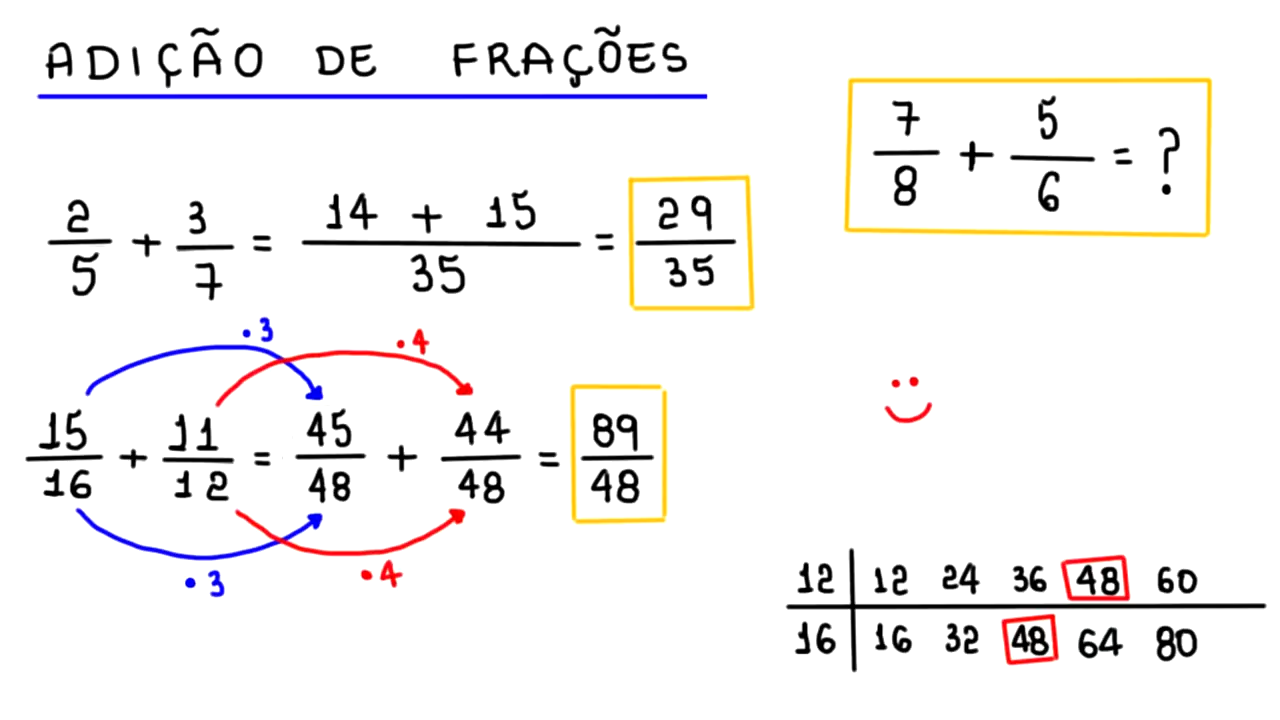 ADIÇÃO DE FRAÇÕES
7/8 + 5/6 = ?
2/5 + 3/7 = 14 + 15/35 = 29/35
·3 ·4
15/16 + 11/12 = 45/48 + 44/48 = 89/48
·3 ·4
12 | 12 24 36 48 60
16 | 16 32 48 64 80